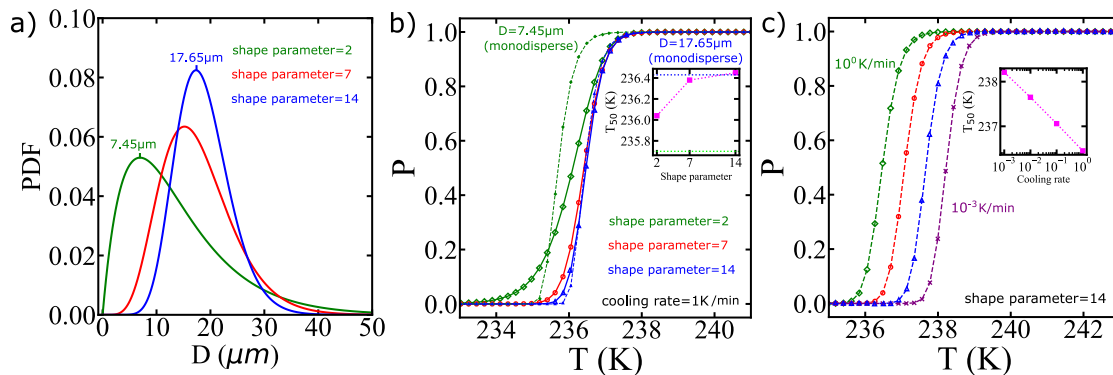 a)
17.65μm
shape parameter=2
shape parameter=7
shape parameter=14
7.45μm
PDF
0.10
0.08
0.06
0.04
0.02
0.00
0 10 20 30 40 50
D (μm)
b)
D=7.45μm
(monodisperse)
D=17.65μm
(monodisperse)
P
1.0
0.8
0.6
0.4
0.2
0.0
T₅₀ (K)
236.4
236.2
236.0
235.8
2 7 14
Shape parameter
shape parameter=2
shape parameter=7
shape parameter=14
cooling rate=1K/min
234 236 238 240
T (K)
c)
10⁰K/min
P
1.0
0.8
0.6
0.4
0.2
0.0
T₅₀ (K)
238
237
10⁻³ 10⁻² 10⁻¹ 10⁰
Cooling rate
10⁻³K/min
shape parameter=14
236 238 240 242
T (K)